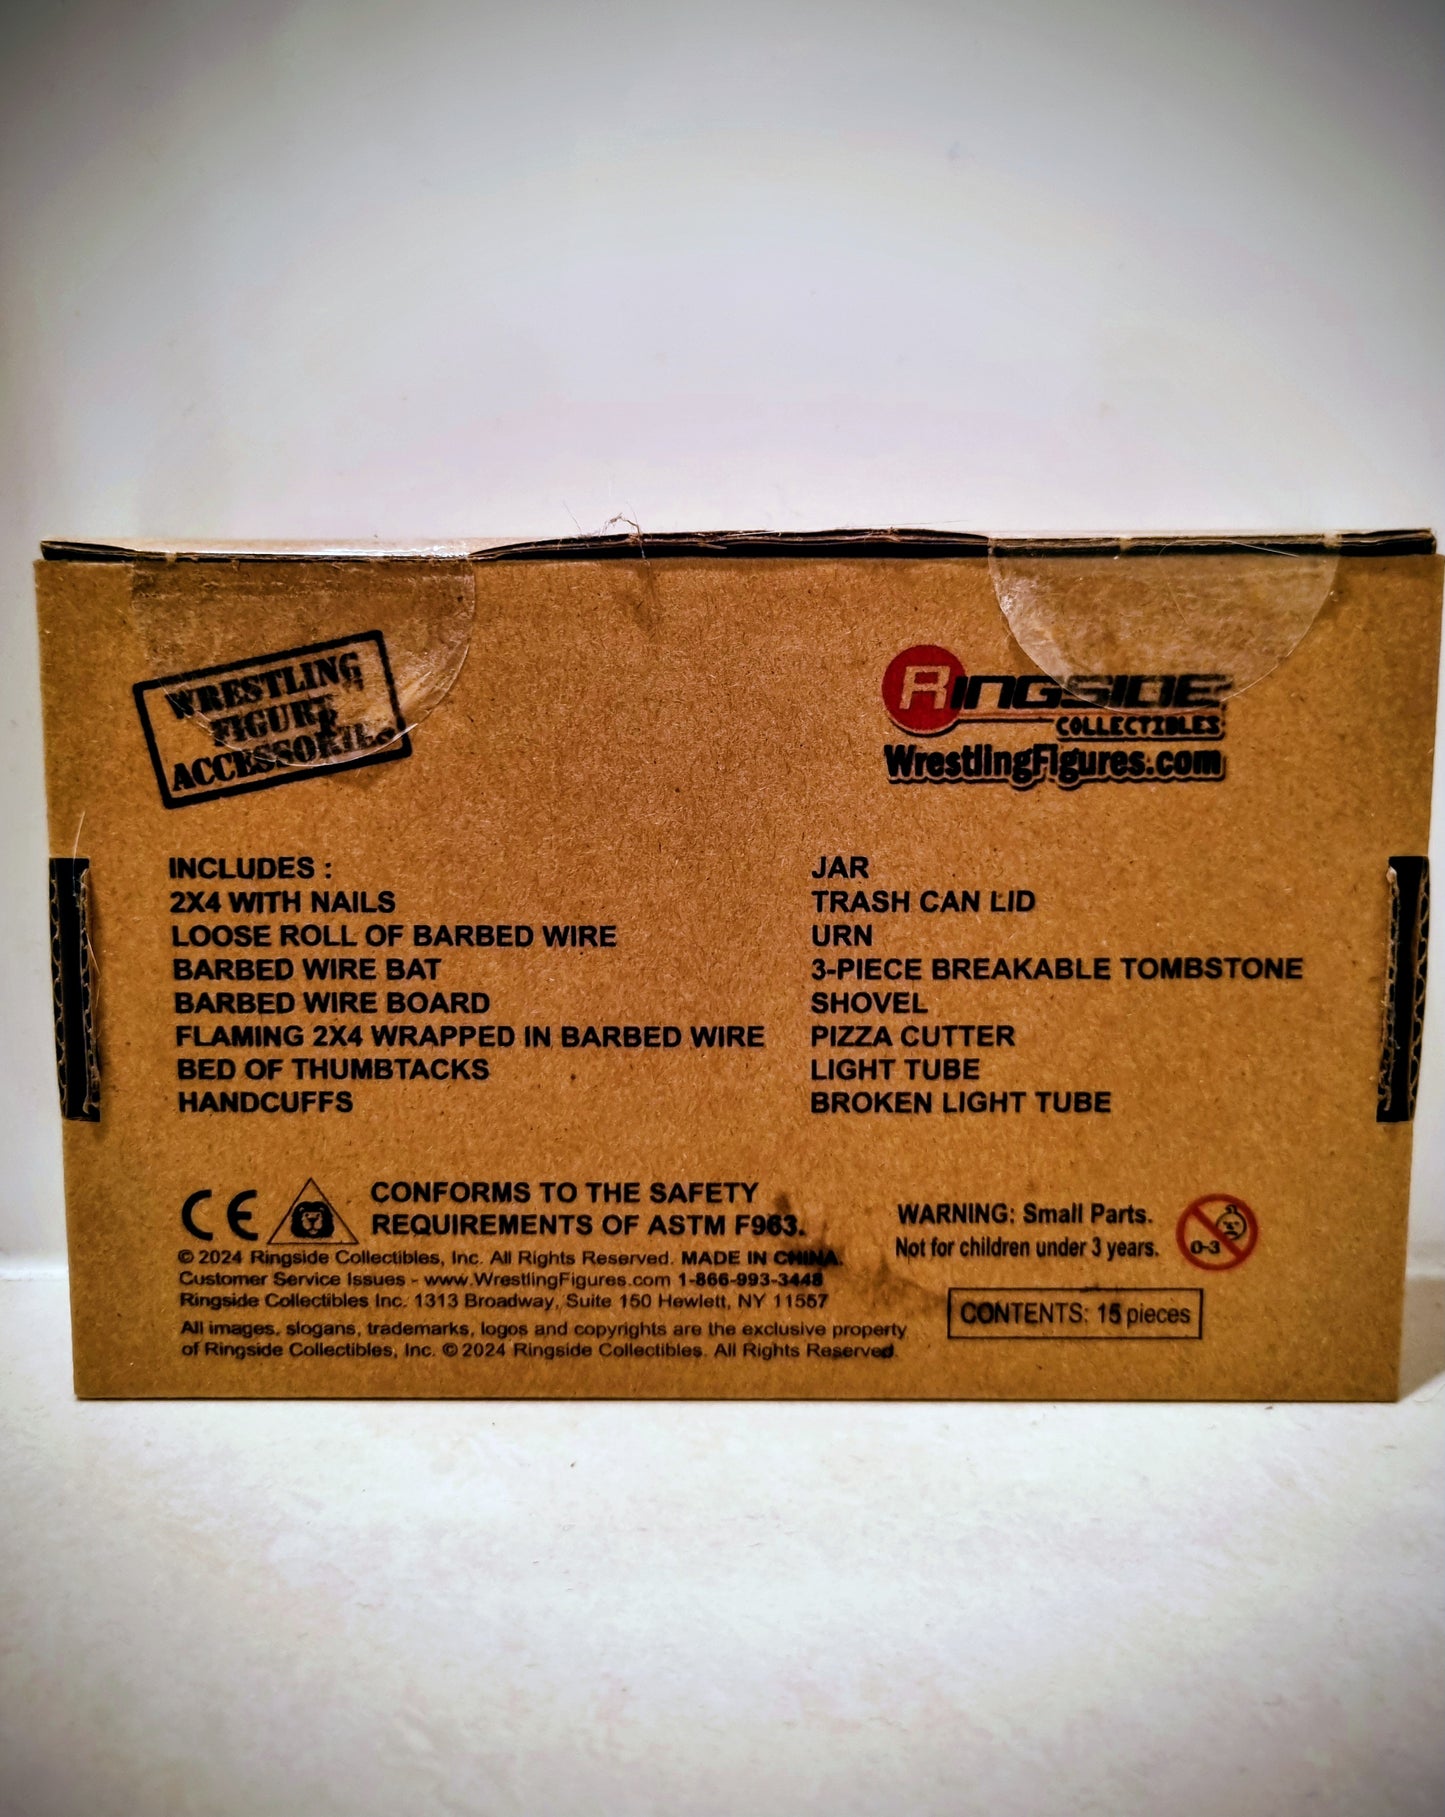 WRESTLING
FIGURE
ACCESSORIES
RINGSIDE
COLLECTIBLES
WrestlingFigures.com
INCLUDES :
2X4 WITH NAILS
LOOSE ROLL OF BARBED WIRE
BARBED WIRE BAT
BARBED WIRE BOARD
FLAMING 2X4 WRAPPED IN BARBED WIRE
BED OF THUMBTACKS
HANDCUFFS
JAR
TRASH CAN LID
URN
3-PIECE BREAKABLE TOMBSTONE
SHOVEL
PIZZA CUTTER
LIGHT TUBE
BROKEN LIGHT TUBE
CE
CONFORMS TO THE SAFETY
REQUIREMENTS OF ASTM F963.
© 2024 Ringside Collectibles, Inc. All Rights Reserved. MADE IN CHINA.
Customer Service Issues - www.WrestlingFigures.com 1-866-993-3448
Ringside Collectibles Inc. 1313 Broadway, Suite 150 Hewlett, NY 11557
All images, slogans, trademarks, logos and copyrights are the exclusive property
of Ringside Collectibles, Inc. © 2024 Ringside Collectibles. All Rights Reserved.
WARNING: Small Parts.
Not for children under 3 years.
0-3
CONTENTS: 15 pieces